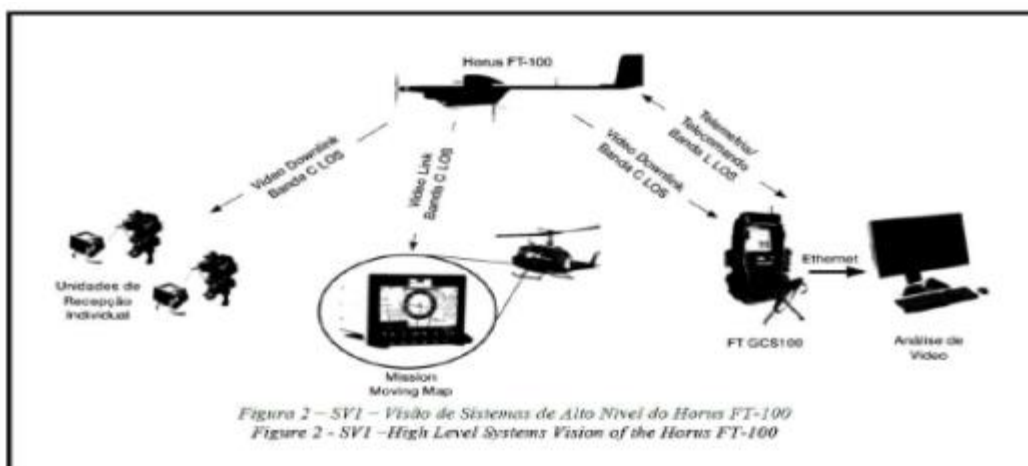 Horus FT-100
Video Downlink
Banda C LOS
Video Link
Banda C LOS
Video Downlink
Banda C LOS
Telemetria/
Telecomando
Banda L LOS
Unidades de
Recepção
Individual
Mission
Moving Map
FT GCS100
Ethernet
Análise de
Video
Figura 2 – SV1 – Visão de Sistemas de Alto Nível do Horus FT-100
Figure 2 - SV1 –High Level Systems Vision of the Horus FT-100